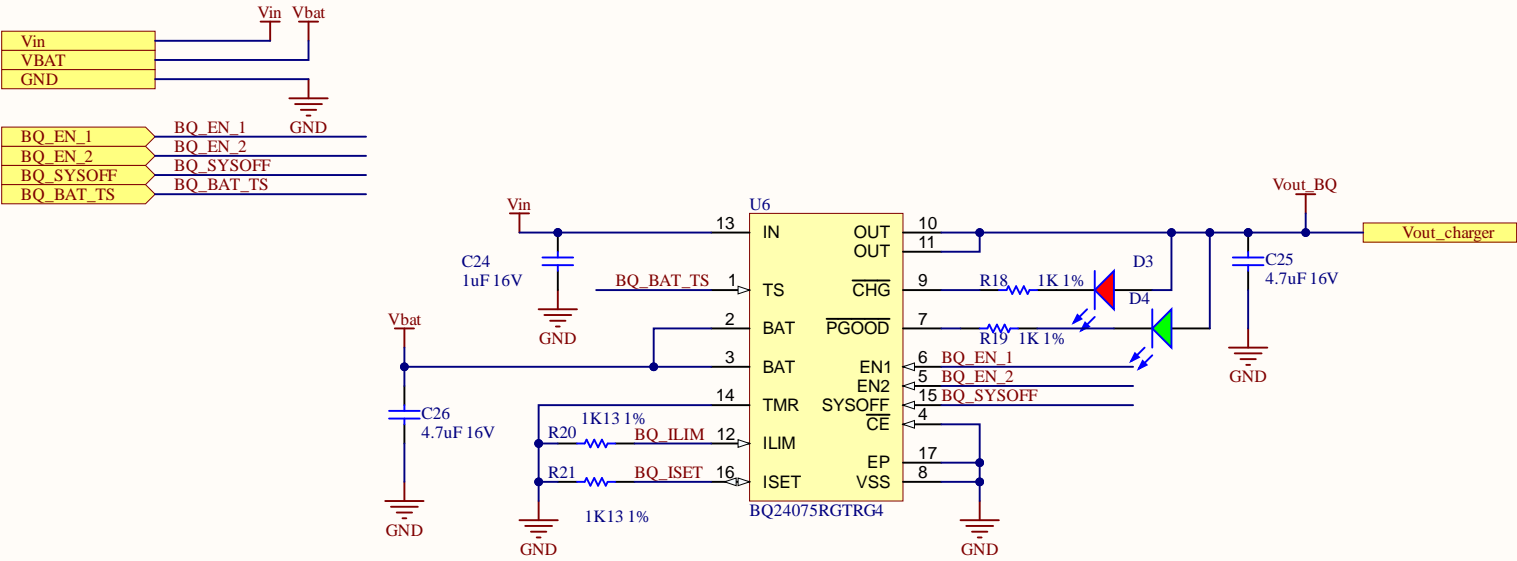 Vin Vbat
Vin
VBAT
GND
GND
BQ_EN_1 BQ_EN_1
BQ_EN_2 BQ_EN_2
BQ_SYSOFF BQ_SYSOFF
BQ_BAT_TS BQ_BAT_TS
Vin
U6
Vout_BQ
13 IN OUT 10
OUT 11
Vout_charger
C24
1uF 16V
GND
BQ_BAT_TS 1 TS CHG 9 R18 1K 1% D3
C25
4.7uF 16V
GND
Vbat
2 BAT PGOOD 7 R19 1K 1% D4
3 BAT EN1 6 BQ_EN_1
EN2 5 BQ_EN_2
14 TMR SYSOFF 15 BQ_SYSOFF
CE 4
C26
4.7uF 16V
GND
1K13 1%
R20 BQ_ILIM 12 ILIM
EP 17
R21 BQ_ISET 16 ISET VSS 8
1K13 1%
BQ24075RGTRG4
GND
GND